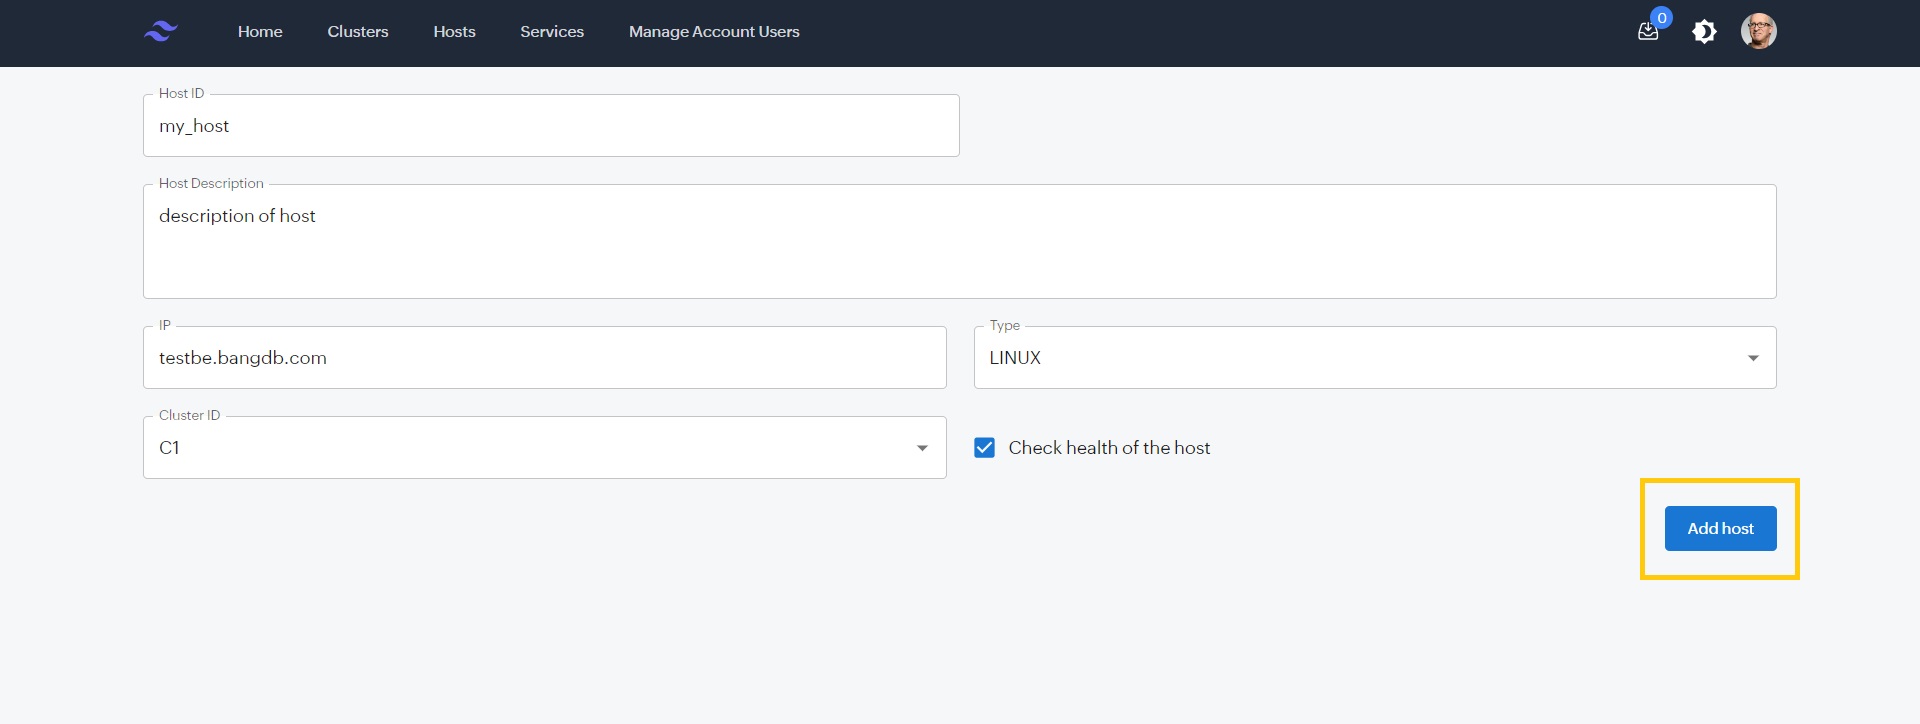 Home Clusters Hosts Services Manage Account Users 0
Host ID
my_host
Host Description
description of host
IP
testbe.bangdb.com
Type
LINUX
Cluster ID
C1
Check health of the host
Add host